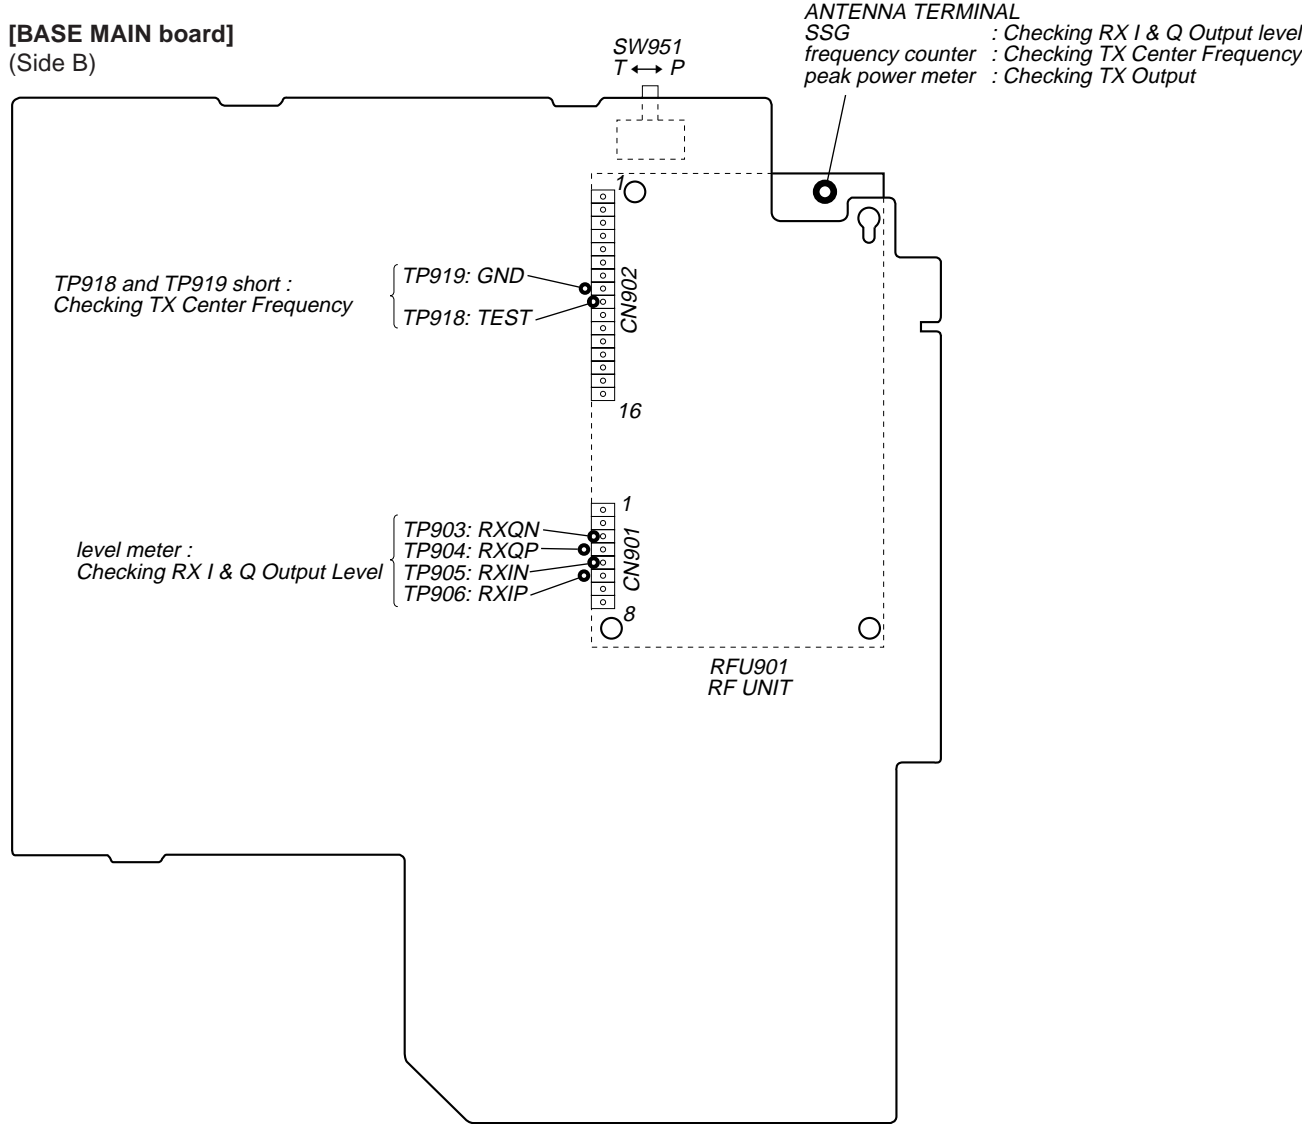 [BASE MAIN board]
(Side B)
SW951
T ↔ P
ANTENNA TERMINAL
SSG : Checking RX I & Q Output level
frequency counter : Checking TX Center Frequency
peak power meter : Checking TX Output
1
TP918 and TP919 short :
Checking TX Center Frequency
TP919: GND
TP918: TEST
CN902
16
1
level meter :
Checking RX I & Q Output Level
TP903: RXQN
TP904: RXQP
TP905: RXIN
TP906: RXIP
CN901
8
RFU901
RF UNIT